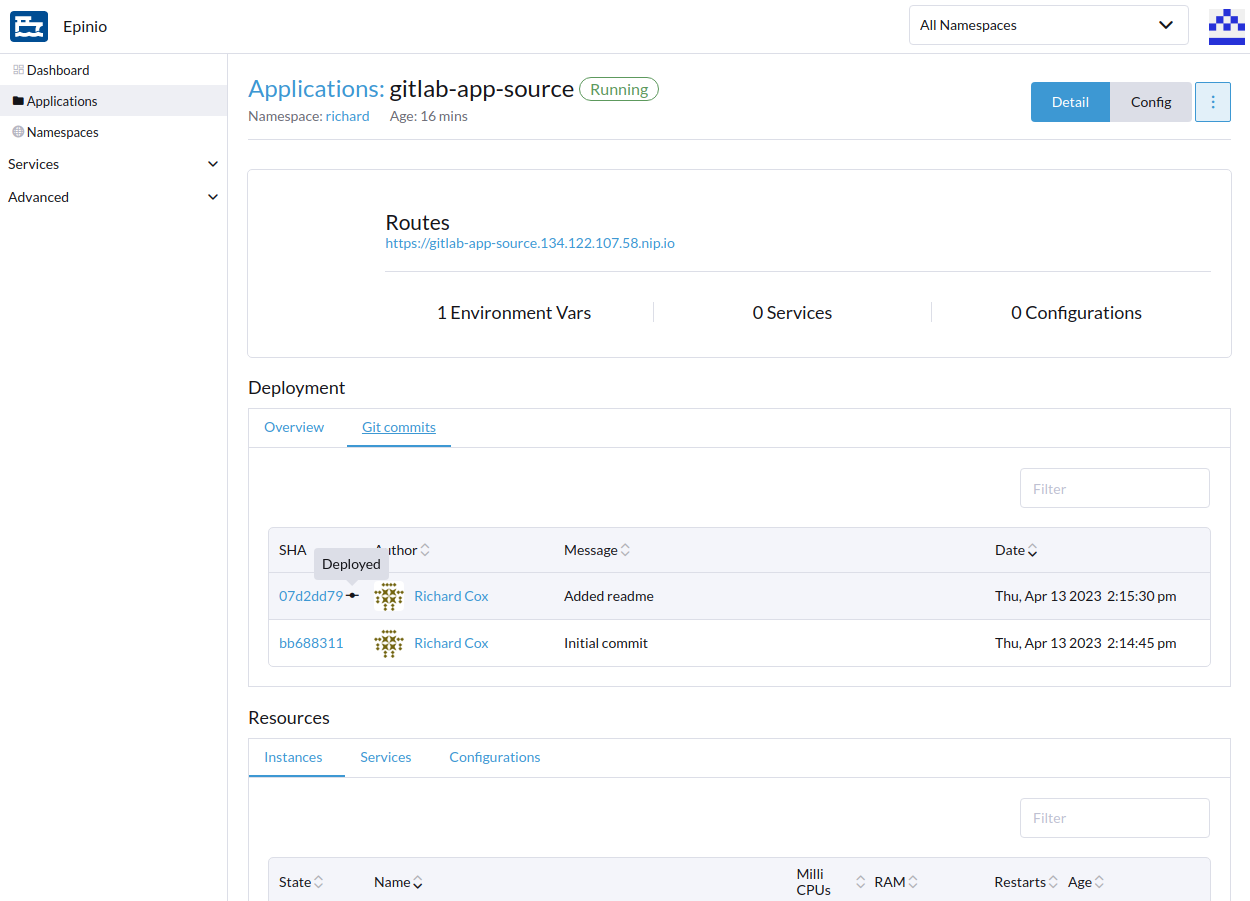 Epinio
All Namespaces
Dashboard
Applications
Namespaces
Services
Advanced
Applications: gitlab-app-source Running
Namespace: richard Age: 16 mins
Detail Config
Routes
https://gitlab-app-source.134.122.107.58.nip.io
1 Environment Vars 0 Services 0 Configurations
Deployment
Overview Git commits
Filter
SHA Author Message Date
Deployed
07d2dd79 Richard Cox Added readme Thu, Apr 13 2023 2:15:30 pm
bb688311 Richard Cox Initial commit Thu, Apr 13 2023 2:14:45 pm
Resources
Instances Services Configurations
Filter
State Name Milli CPUs RAM Restarts Age